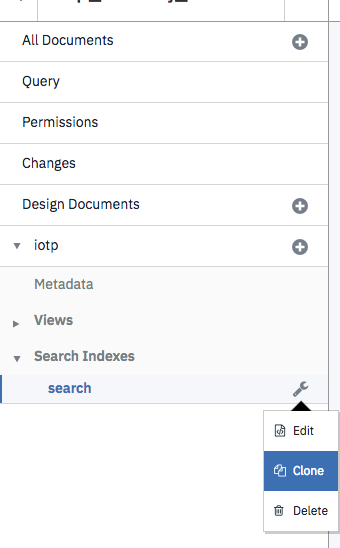 All Documents
Query
Permissions
Changes
Design Documents
iotp
Metadata
Views
Search Indexes
search
Edit
Clone
Delete